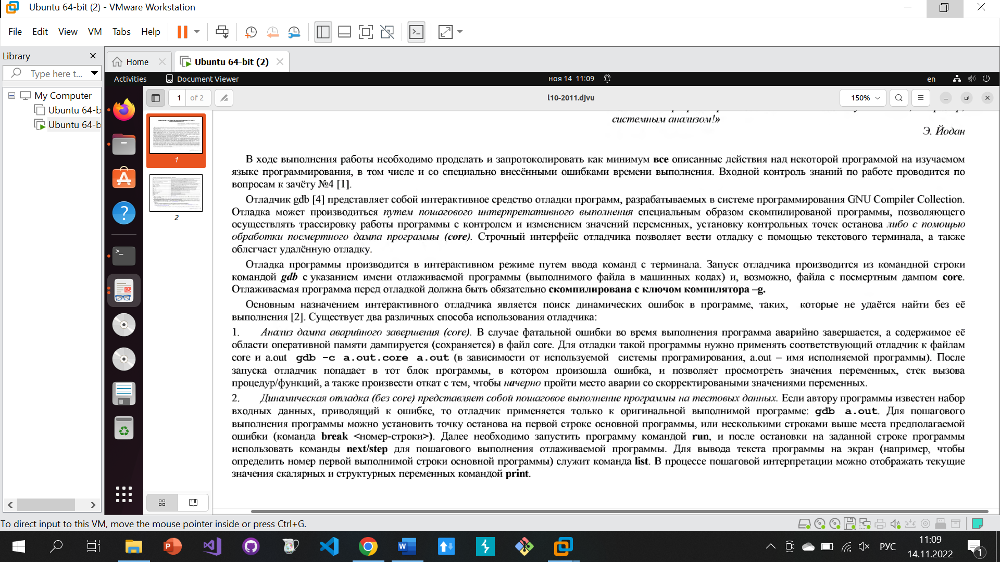 Ubuntu 64-bit (2) - VMware Workstation
File Edit View VM Tabs Help
Library
Type here t...
My Computer
Ubuntu 64-b
Ubuntu 64-b
Home
Ubuntu 64-bit (2)
Activities Document Viewer
ноя 14 11:09
en
1 of 2
l10-2011.djvu
150%
1
2
системным анализом!»
Э. Йодан
В ходе выполнения работы необходимо проделать и запротоколировать как минимум все описанные действия над некоторой программой на изучаемом
языке программирования, в том числе и со специально внесёнными ошибками времени выполнения. Входной контроль знаний по работе проводится по
вопросам к зачёту №4 [1].
Отладчик gdb [4] представляет собой интерактивное средство отладки программ, разрабатываемых в системе программирования GNU Compiler Collection.
Отладка может производиться путем пошагового интерпретативного выполнения специальным образом скомпилированой программы, позволяющего
осуществлять трассировку работы программы с контролем и изменением значений переменных, установку контрольных точек останова либо с помощью
обработки посмертного дампа программы (core). Строчный интерфейс отладчика позволяет вести отладку с помощью текстового терминала, а также
облегчает удалённую отладку.
Отладка программы производится в интерактивном режиме путем ввода команд с терминала. Запуск отладчика производится из командной строки
командой gdb с указанием имени отлаживаемой программы (выполнимого файла в машинных кодах) и, возможно, файла с посмертным дампом core.
Отлаживаемая программа перед отладкой должна быть обязательно скомпилирована с ключом компилятора –g.
Основным назначением интерактивного отладчика является поиск динамических ошибок в программе, таких, которые не удаётся найти без её
выполнения [2]. Существует два различных способа использования отладчика:
1. Анализ дампа аварийного завершения (core). В случае фатальной ошибки во время выполнения программа аварийно завершается, а содержимое её
области оперативной памяти дампируется (сохраняется) в файл core. Для отладки такой программы нужно применять соответствующий отладчик к файлам
core и a.out gdb –c a.out.core a.out (в зависимости от используемой системы програмирования, a.out – имя исполняемой программы). После
запуска отладчик попадает в тот блок программы, в котором произошла ошибка, и позволяет просмотреть значения переменных, стек вызова
процедур/функций, а также произвести откат с тем, чтобы начерно пройти место аварии со скорректироваными значениями переменных.
2. Динамическая отладка (без core) представляет собой пошаговое выполнение программы на тестовых данных. Если автору программы известен набор
входных данных, приводящий к ошибке, то отладчик применяется только к оригинальной выполнимой программе: gdb a.out. Для пошагового
выполнения программы можно установить точку останова на первой строке основной программы, или несколькими строками выше места предполагаемой
ошибки (команда break <номер-строки>). Далее необходимо запустить программу командой run, и после остановки на заданной строке программы
использовать команды next/step для пошагового выполнения отлаживаемой программы. Для вывода текста программы на экран (например, чтобы
определить номер первой выполнимой строки основной программы) служит команда list. В процессе пошаговой интерпретации можно отображать текущие
значения скалярных и структурных переменных командой print.
To direct input to this VM, move the mouse pointer inside or press Ctrl+G.
РУС
11:09
14.11.2022
1